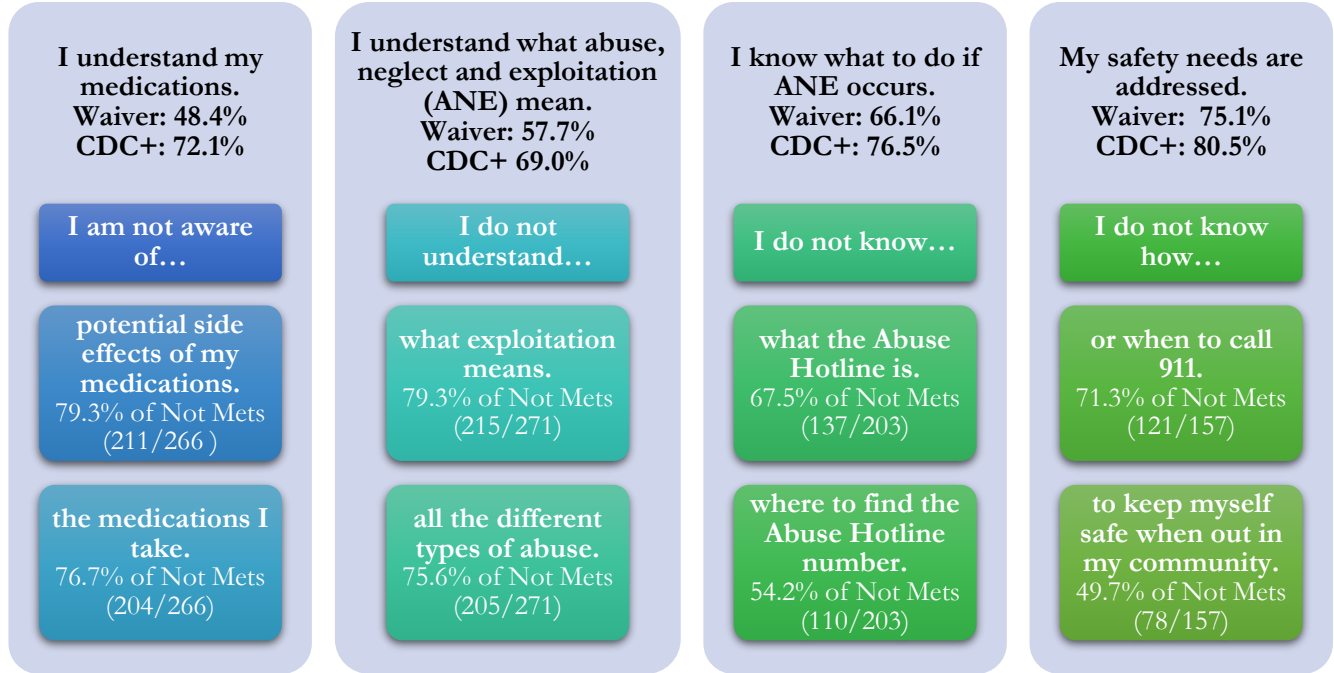 I understand my
medications.
Waiver: 48.4%
CDC+: 72.1%
I am not aware
of…
potential side
effects of my
medications.
79.3% of Not Mets
(211/266 )
the medications I
take.
76.7% of Not Mets
(204/266)
I understand what abuse,
neglect and exploitation
(ANE) mean.
Waiver: 57.7%
CDC+ 69.0%
I do not
understand…
what exploitation
means.
79.3% of Not Mets
(215/271)
all the different
types of abuse.
75.6% of Not Mets
(205/271)
I know what to do if
ANE occurs.
Waiver: 66.1%
CDC+: 76.5%
I do not know…
what the Abuse
Hotline is.
67.5% of Not Mets
(137/203)
where to find the
Abuse Hotline
number.
54.2% of Not Mets
(110/203)
My safety needs are
addressed.
Waiver:  75.1%
CDC+: 80.5%
I do not know
how…
or when to call
911.
71.3% of Not Mets
(121/157)
to keep myself
safe when out in
my community.
49.7% of Not Mets
(78/157)